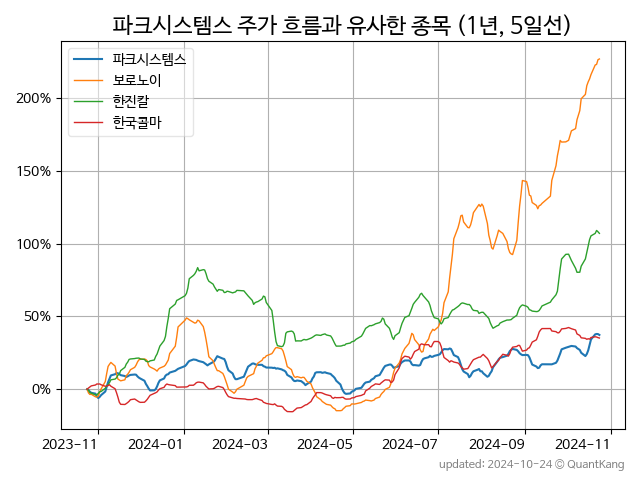 파크시스템스 주가 흐름과 유사한 종목 (1년, 5일선)
파크시스템스
보로노이
한진칼
한국콜마
200%
150%
100%
50%
0%
2023-11 2024-01 2024-03 2024-05 2024-07 2024-09 2024-11
updated: 2024-10-24 © QuantKang